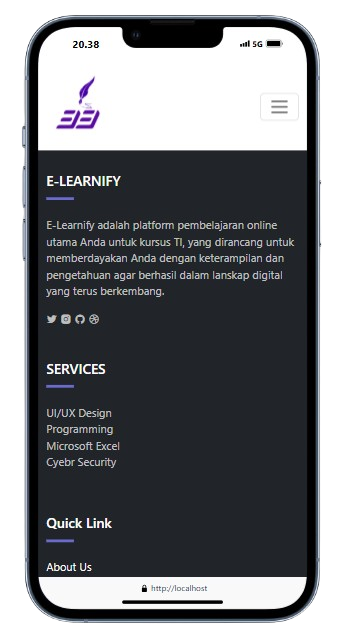 20.38
5G
E-LEARNIFY
E-Learnify adalah platform pembelajaran online
utama Anda untuk kursus TI, yang dirancang untuk
memberdayakan Anda dengan keterampilan dan
pengetahuan agar berhasil dalam lanskap digital
yang terus berkembang.
SERVICES
UI/UX Design
Programming
Microsoft Excel
Cyebr Security
Quick Link
About Us
http://localhost